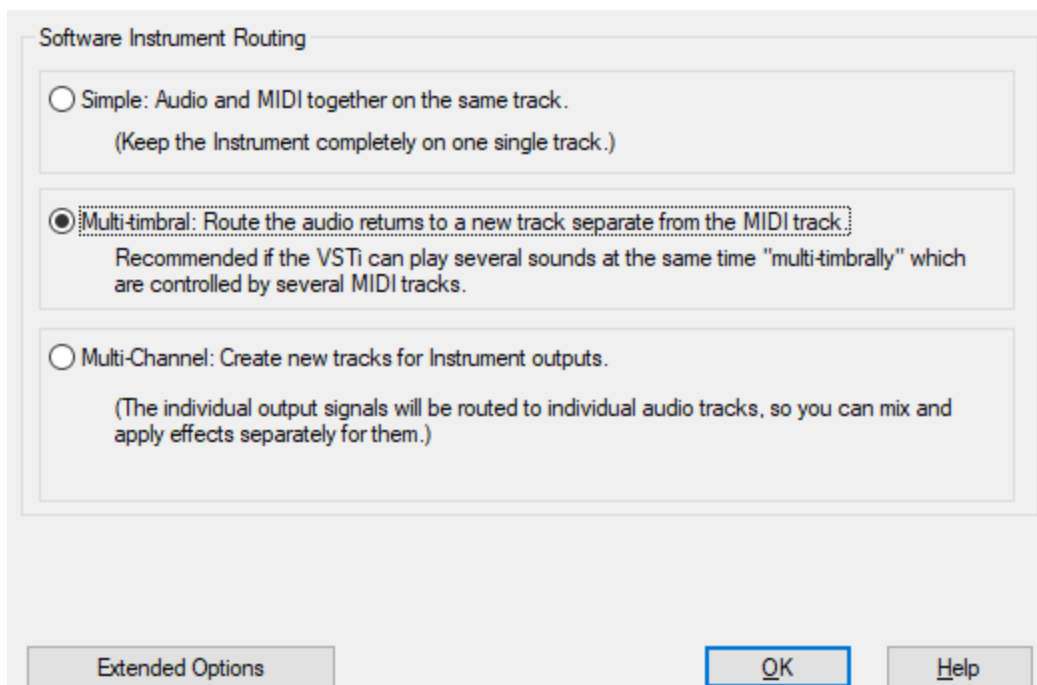 Software Instrument Routing
Simple: Audio and MIDI together on the same track.
(Keep the Instrument completely on one single track.)
Multi-timbral: Route the audio returns to a new track separate from the MIDI track.
Recommended if the VSTi can play several sounds at the same time "multi-timbrally" which
are controlled by several MIDI tracks.
Multi-Channel: Create new tracks for Instrument outputs.
(The individual output signals will be routed to individual audio tracks, so you can mix and
apply effects separately for them.)
Extended Options
OK
Help